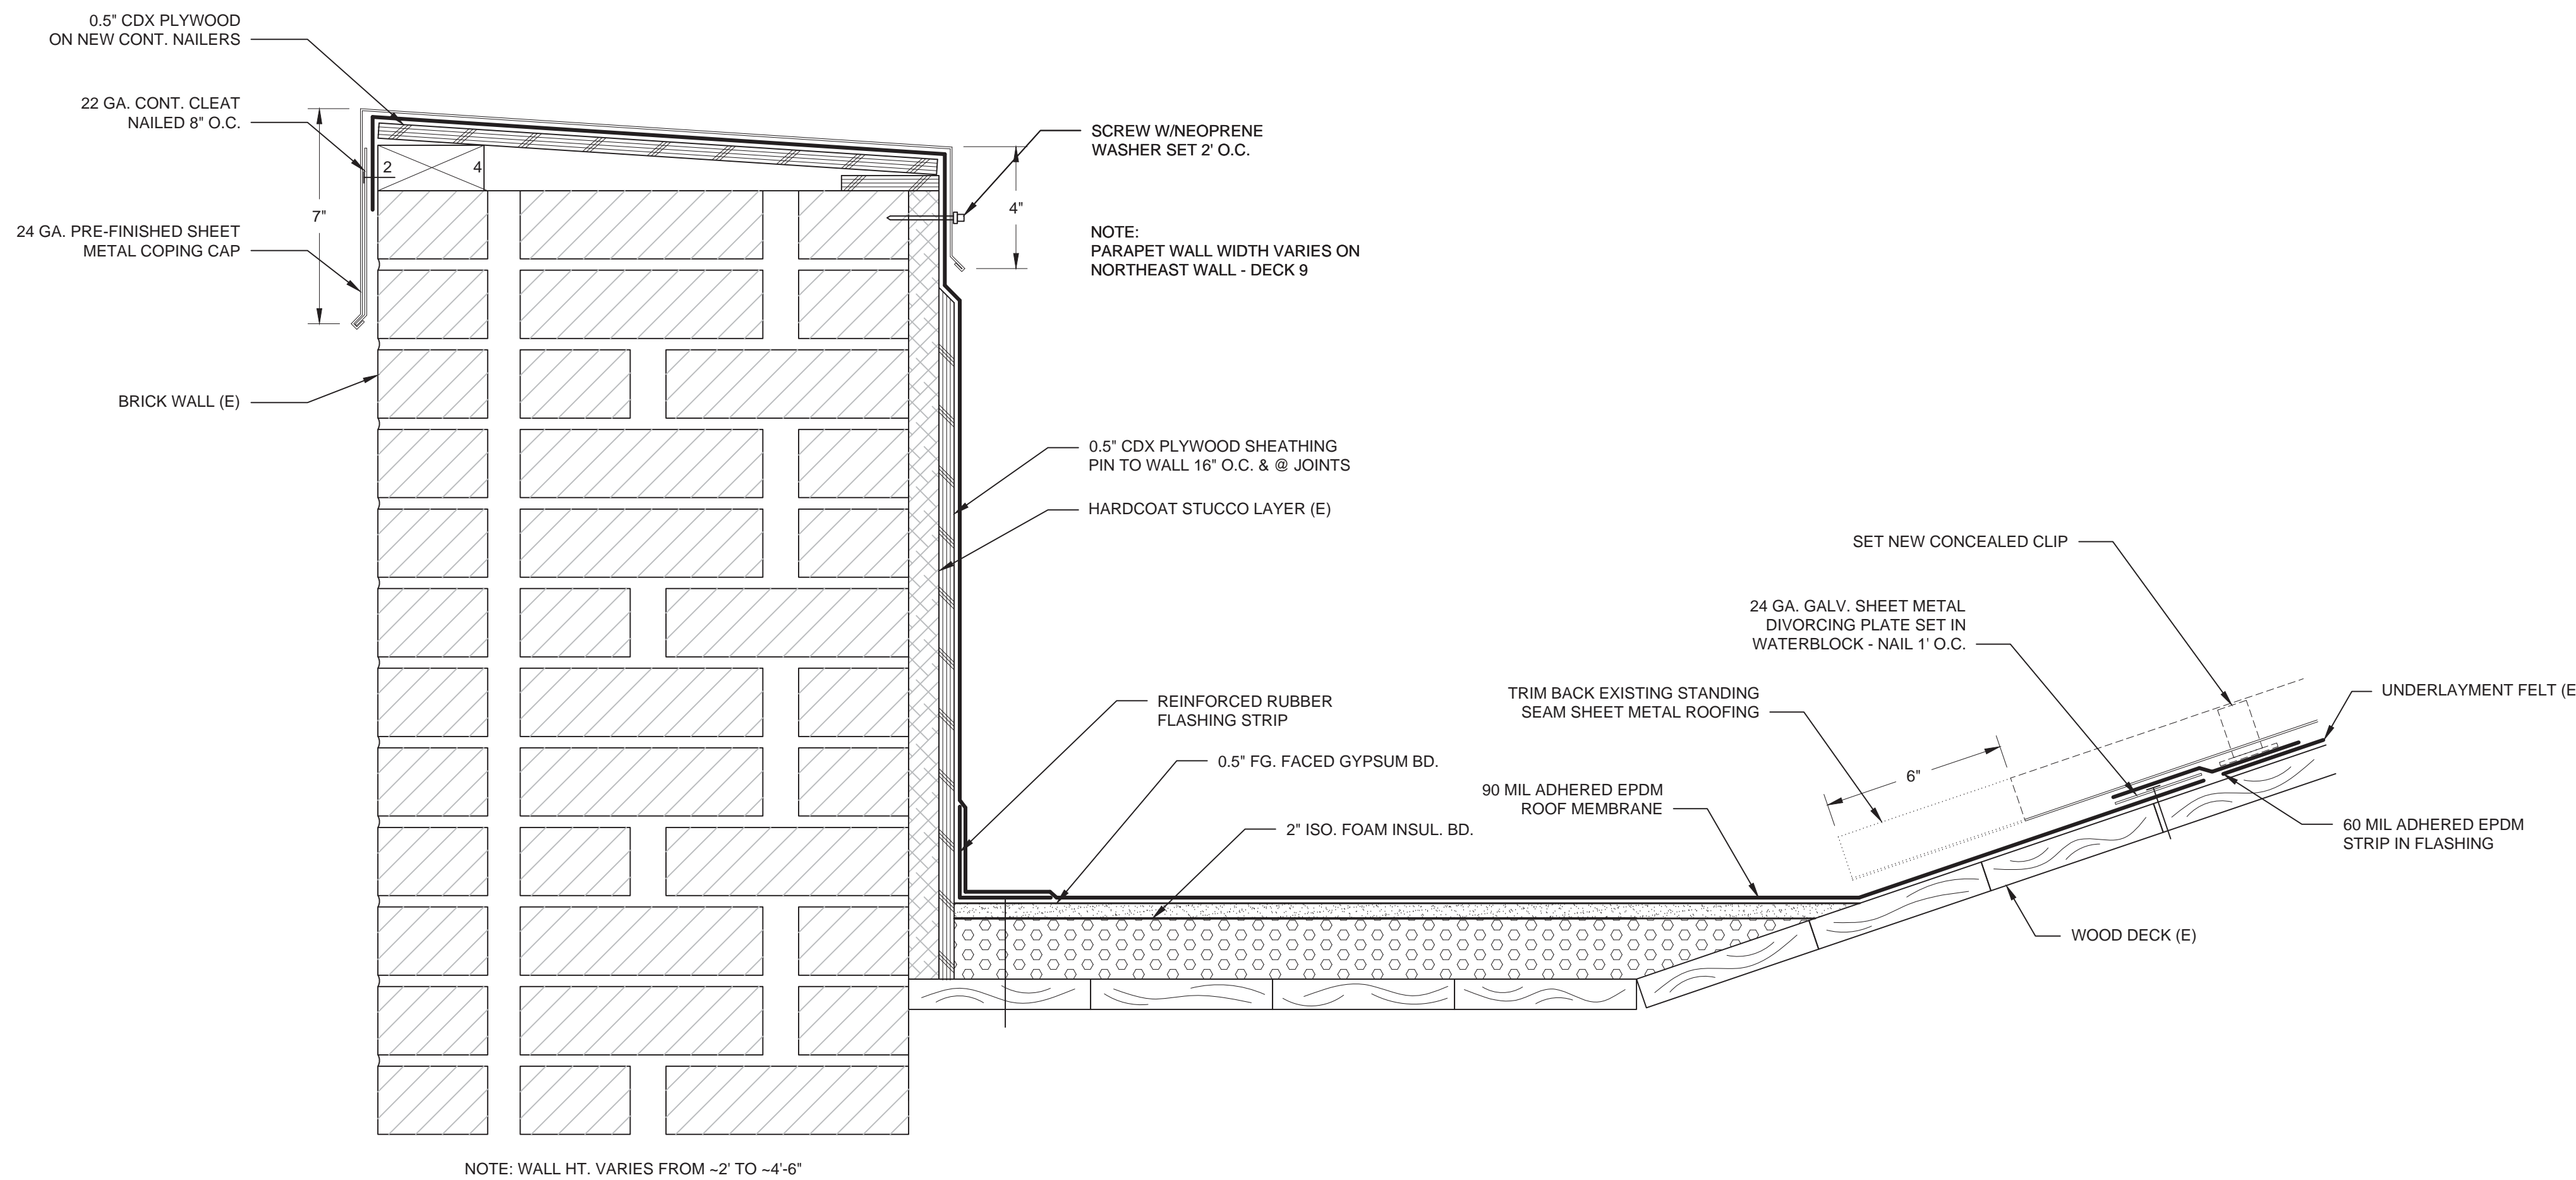 0.5" CDX PLYWOOD
ON NEW CONT. NAILERS
22 GA. CONT. CLEAT
NAILED 8" O.C.
7"
24 GA. PRE-FINISHED SHEET
METAL COPING CAP
BRICK WALL (E)
2
4
SCREW W/NEOPRENE
WASHER SET 2' O.C.
4"
NOTE:
PARAPET WALL WIDTH VARIES ON
NORTHEAST WALL - DECK 9
0.5" CDX PLYWOOD SHEATHING
PIN TO WALL 16" O.C. & @ JOINTS
HARDCOAT STUCCO LAYER (E)
REINFORCED RUBBER
FLASHING STRIP
0.5" FG. FACED GYPSUM BD.
2" ISO. FOAM INSUL. BD.
SET NEW CONCEALED CLIP
24 GA. GALV. SHEET METAL
DIVORCING PLATE SET IN
WATERBLOCK - NAIL 1' O.C.
TRIM BACK EXISTING STANDING
SEAM SHEET METAL ROOFING
6"
90 MIL ADHERED EPDM
ROOF MEMBRANE
UNDERLAYMENT FELT (E
60 MIL ADHERED EPDM
STRIP IN FLASHING
WOOD DECK (E)
NOTE: WALL HT. VARIES FROM ~2' TO ~4'-6"